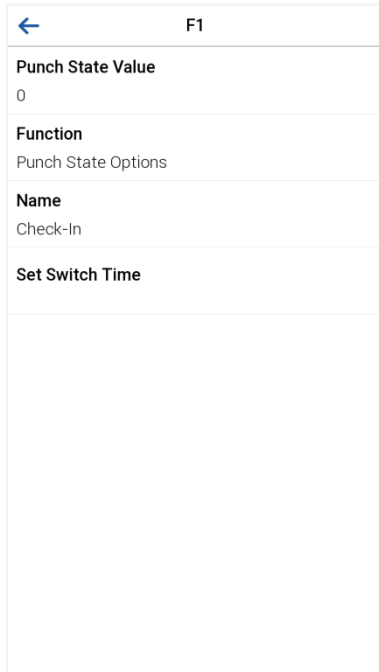 F1
Punch State Value
0
Function
Punch State Options
Name
Check-In
Set Switch Time